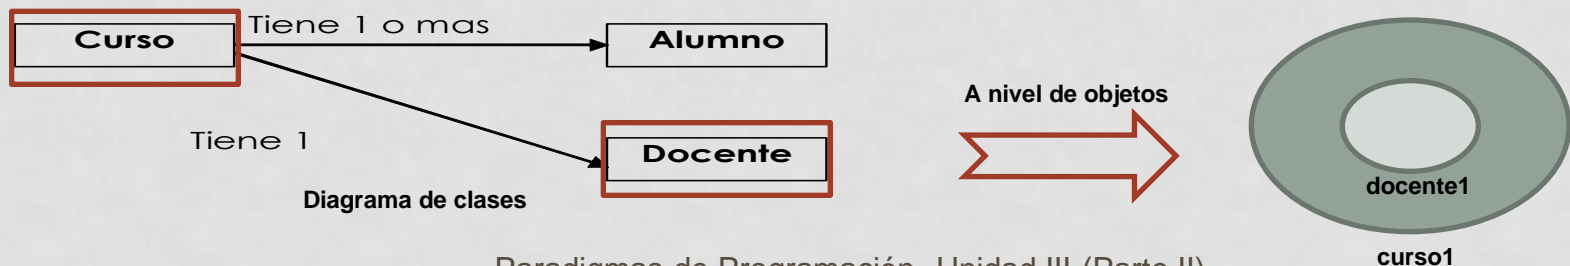 Curso
Tiene 1 o mas
Alumno
Tiene 1
Docente
Diagrama de clases
A nivel de objetos
docente1
curso1
Paradigmas de Programación- Unidad III (Parte II)